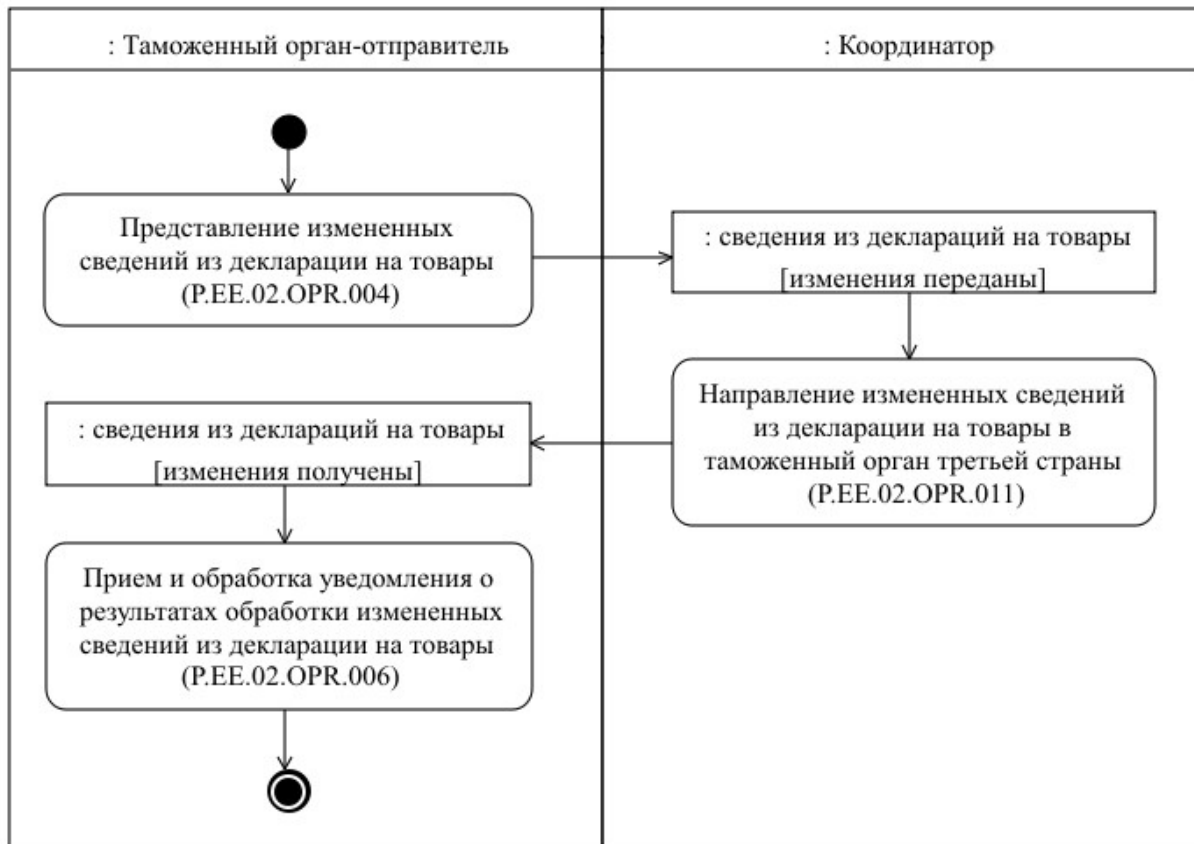 : Таможенный орган-отправитель
: Координатор
Представление измененных
сведений из декларации на товары
(P.EE.02.OPR.004)
: сведения из деклараций на товары
[изменения переданы]
Направление измененных сведений
из декларации на товары в
таможенный орган третьей страны
(P.EE.02.OPR.011)
: сведения из деклараций на товары
[изменения получены]
Прием и обработка уведомления о
результатах обработки измененных
сведений из декларации на товары
(P.EE.02.OPR.006)